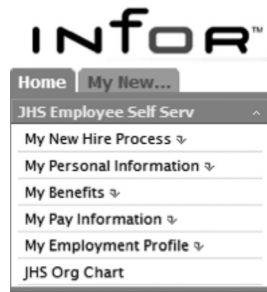 INFOR™
Home My New...
JHS Employee Self Serv
My New Hire Process
My Personal Information
My Benefits
My Pay Information
My Employment Profile
JHS Org Chart